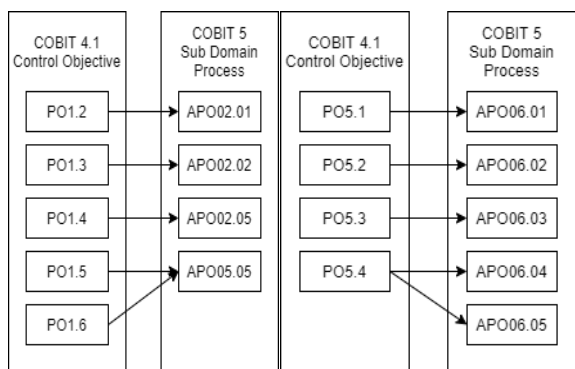 COBIT 4.1
Control Objective
PO1.2
PO1.3
PO1.4
PO1.5
PO1.6
COBIT 5
Sub Domain
Process
APO02.01
APO02.02
APO02.05
APO05.05
COBIT 4.1
Control Objective
PO5.1
PO5.2
PO5.3
PO5.4
COBIT 5
Sub Domain
Process
APO06.01
APO06.02
APO06.03
APO06.04
APO06.05